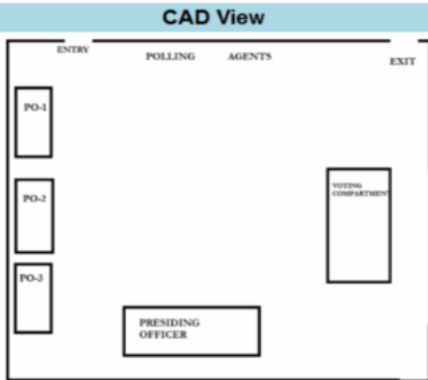 CAD View
ENTRY
POLLING AGENTS
EXIT
PO-1
PO-2
VOTING
COMPARTMENT
PO-3
PRESIDING
OFFICER